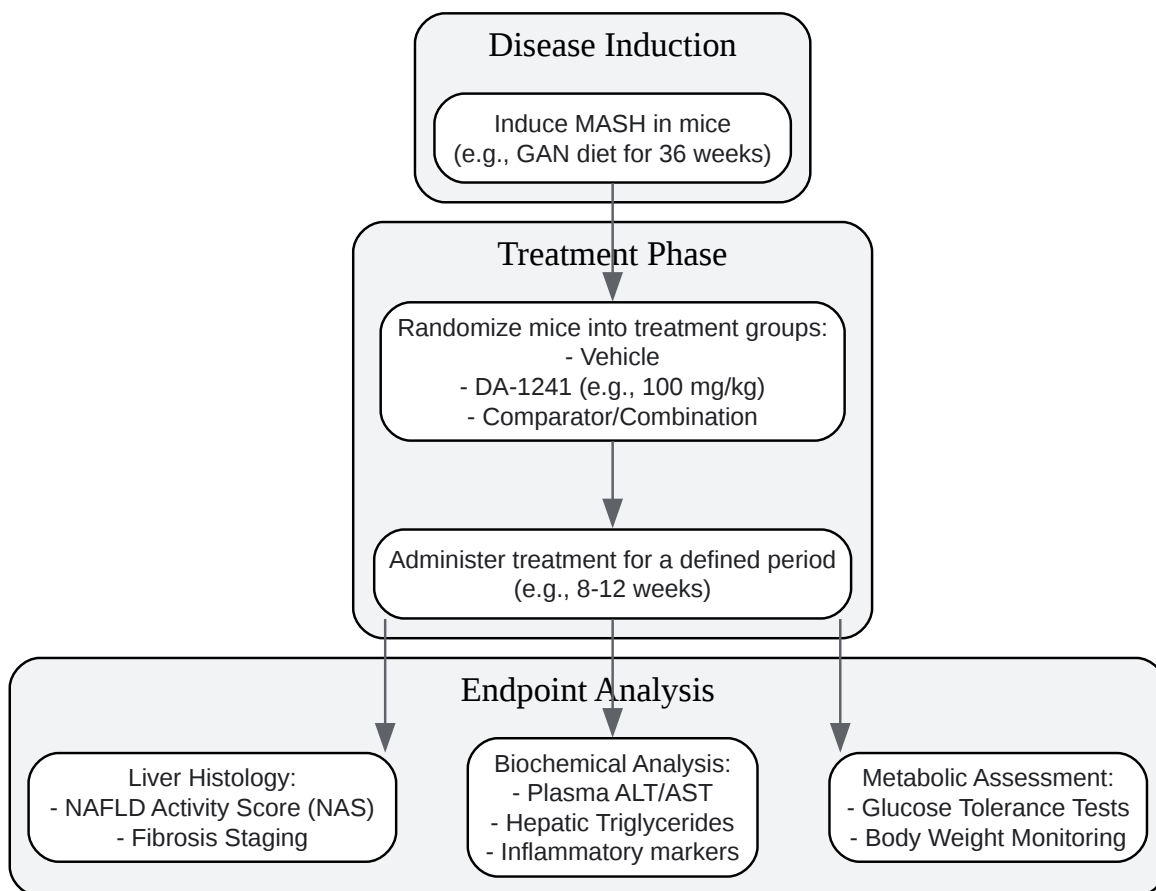 Disease Induction
Induce MASH in mice
(e.g., GAN diet for 36 weeks)
Treatment Phase
Randomize mice into treatment groups:
- Vehicle
- DA-1241 (e.g., 100 mg/kg)
- Comparator/Combination
Administer treatment for a defined period
(e.g., 8-12 weeks)
Endpoint Analysis
Liver Histology:
- NAFLD Activity Score (NAS)
- Fibrosis Staging
Biochemical Analysis:
- Plasma ALT/AST
- Hepatic Triglycerides
- Inflammatory markers
Metabolic Assessment:
- Glucose Tolerance Tests
- Body Weight Monitoring